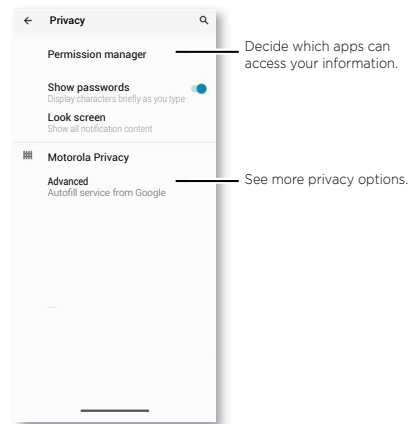 Privacy
Permission manager
Decide which apps can
access your information.
Show passwords
Display characters briefly as you type
Look screen
Show all notification content
Motorola Privacy
Advanced
Autofill service from Google
See more privacy options.